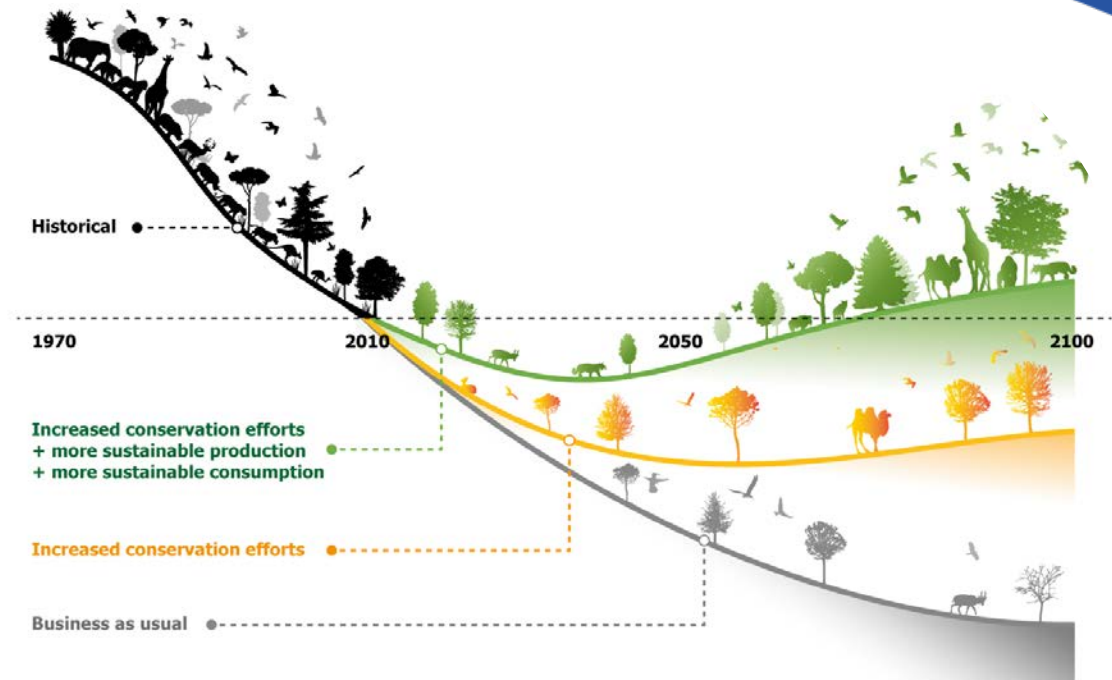 Historical
1970 2010 2050 2100
Increased conservation efforts
+ more sustainable production
+ more sustainable consumption
Increased conservation efforts
Business as usual